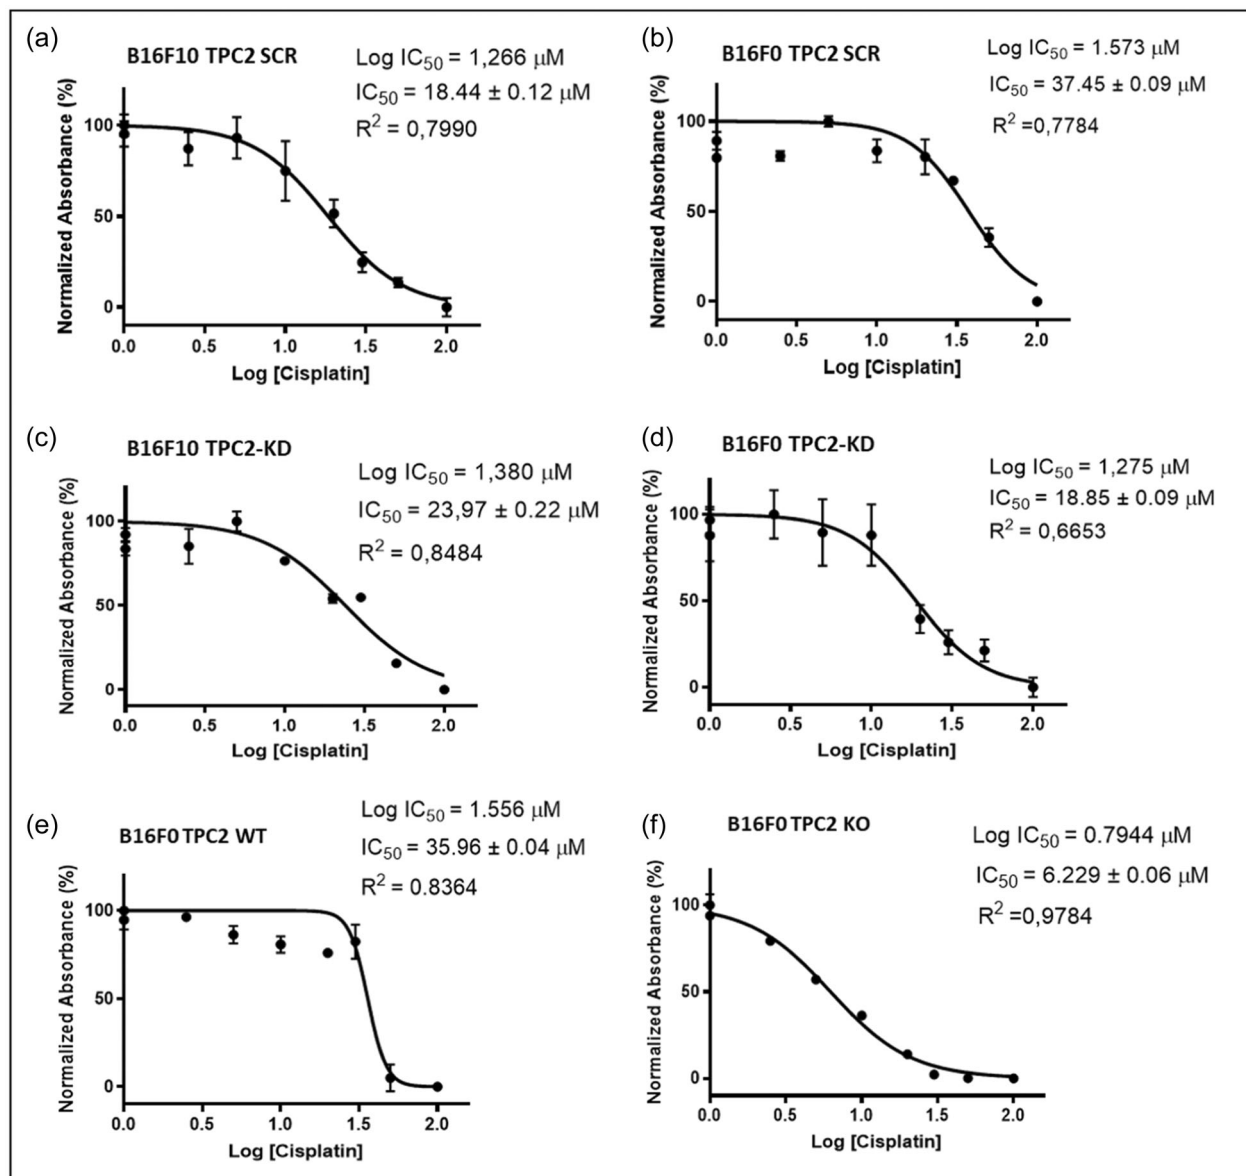 (a)
B16F10 TPC2 SCR
Log IC50 = 1,266 μM
IC50 = 18.44 ± 0.12 μM
R2 = 0,7990
Normalized Absorbance (%)
100
50
0
0.0 0.5 1.0 1.5 2.0
Log [Cisplatin]
(b)
B16F0 TPC2 SCR
Log IC50 = 1.573 μM
IC50 = 37.45 ± 0.09 μM
R2 =0,7784
Normalized Absorbance (%)
100
50
0
0.0 0.5 1.0 1.5 2.0
Log [Cisplatin]
(c)
B16F10 TPC2-KD
Log IC50 = 1,380 μM
IC50 = 23,97 ± 0.22 μM
R2 = 0,8484
Normalized Absorbance (%)
100
50
0
0.0 0.5 1.0 1.5 2.0
Log [Cisplatin]
(d)
B16F0 TPC2-KD
Log IC50 = 1,275 μM
IC50 = 18.85 ± 0.09 μM
R2 = 0,6653
Normalized Absorbance (%)
100
50
0
0.0 0.5 1.0 1.5 2.0
Log [Cisplatin]
(e)
B16F0 TPC2 WT
Log IC50 = 1.556 μM
IC50 = 35.96 ± 0.04 μM
R2 = 0.8364
Normalized Absorbance (%)
100
50
0
0.0 0.5 1.0 1.5 2.0
Log [Cisplatin]
(f)
B16F0 TPC2 KO
Log IC50 = 0.7944 μM
IC50 = 6.229 ± 0.06 μM
R2 =0,9784
Normalized Absorbance (%)
100
50
0
0.0 0.5 1.0 1.5 2.0
Log [Cisplatin]